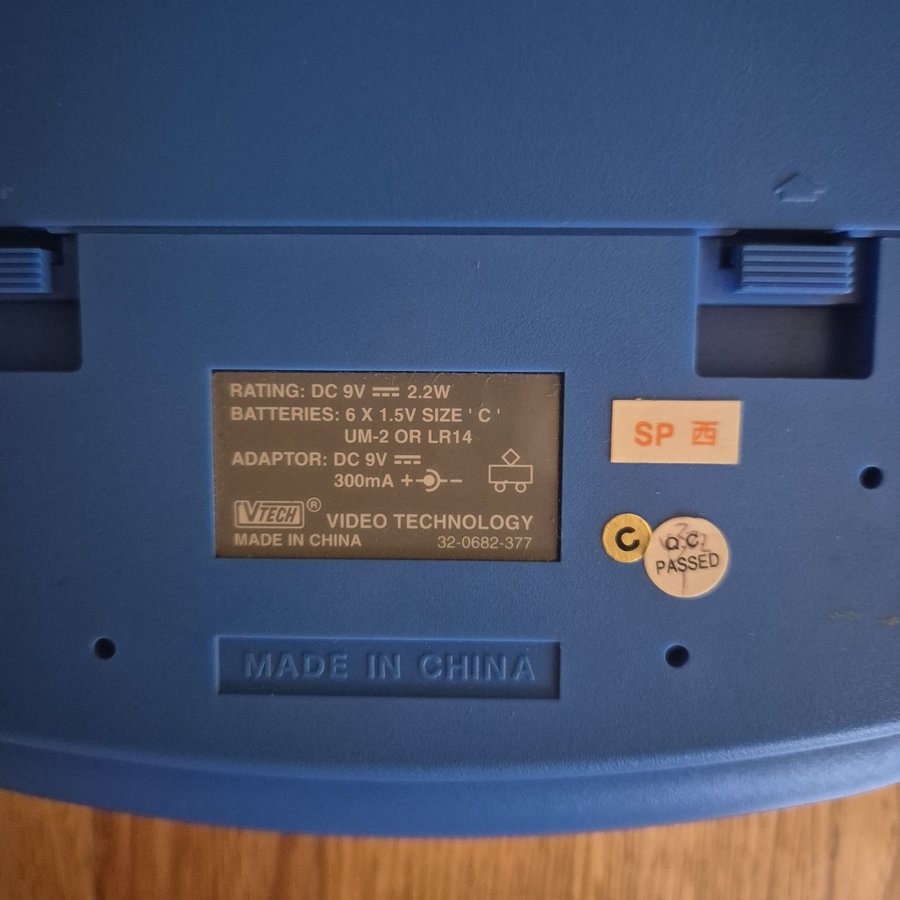 RATING: DC 9V ⎓ 2.2W
BATTERIES: 6 X 1.5V SIZE ' C '
UM-2 OR LR14
ADAPTOR: DC 9V ⎓
300mA + −
VTECH® VIDEO TECHNOLOGY
MADE IN CHINA 32-0682-377
SP 西
C
Q.C.
PASSED
MADE IN CHINA